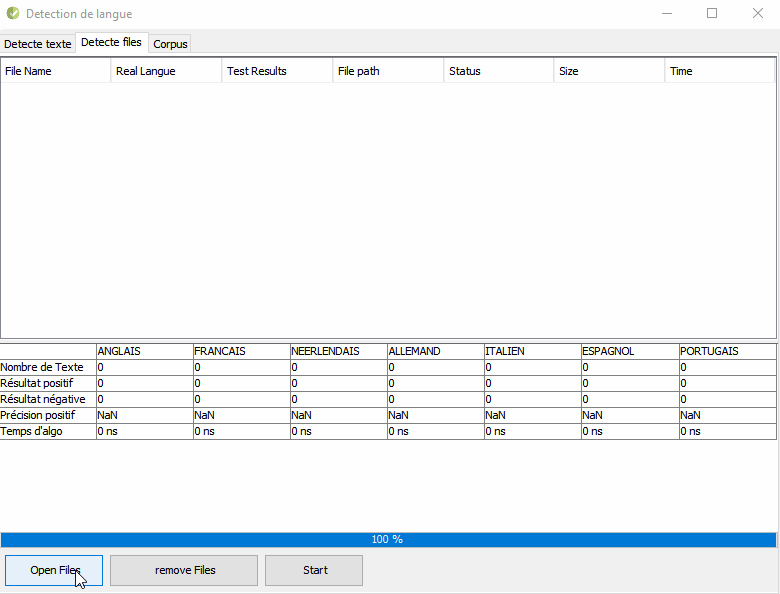 Detection de langue
Detecte texte Detecte files Corpus
File Name Real Langue Test Results File path Status Size Time
ANGLAIS FRANCAIS NEERLENDAIS ALLEMAND ITALIEN ESPAGNOL PORTUGAIS
Nombre de Texte 0 0 0 0 0 0 0
Résultat positif 0 0 0 0 0 0 0
Résultat négative 0 0 0 0 0 0 0
Précision positif NaN NaN NaN NaN NaN NaN NaN
Temps d'algo 0 ns 0 ns 0 ns 0 ns 0 ns 0 ns 0 ns
100 %
Open Files remove Files Start